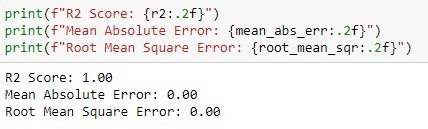 print(f"R2 Score: {r2:.2f}")
print(f"Mean Absolute Error: {mean_abs_err:.2f}")
print(f"Root Mean Square Error: {root_mean_sqr:.2f}")
R2 Score: 1.00
Mean Absolute Error: 0.00
Root Mean Square Error: 0.00